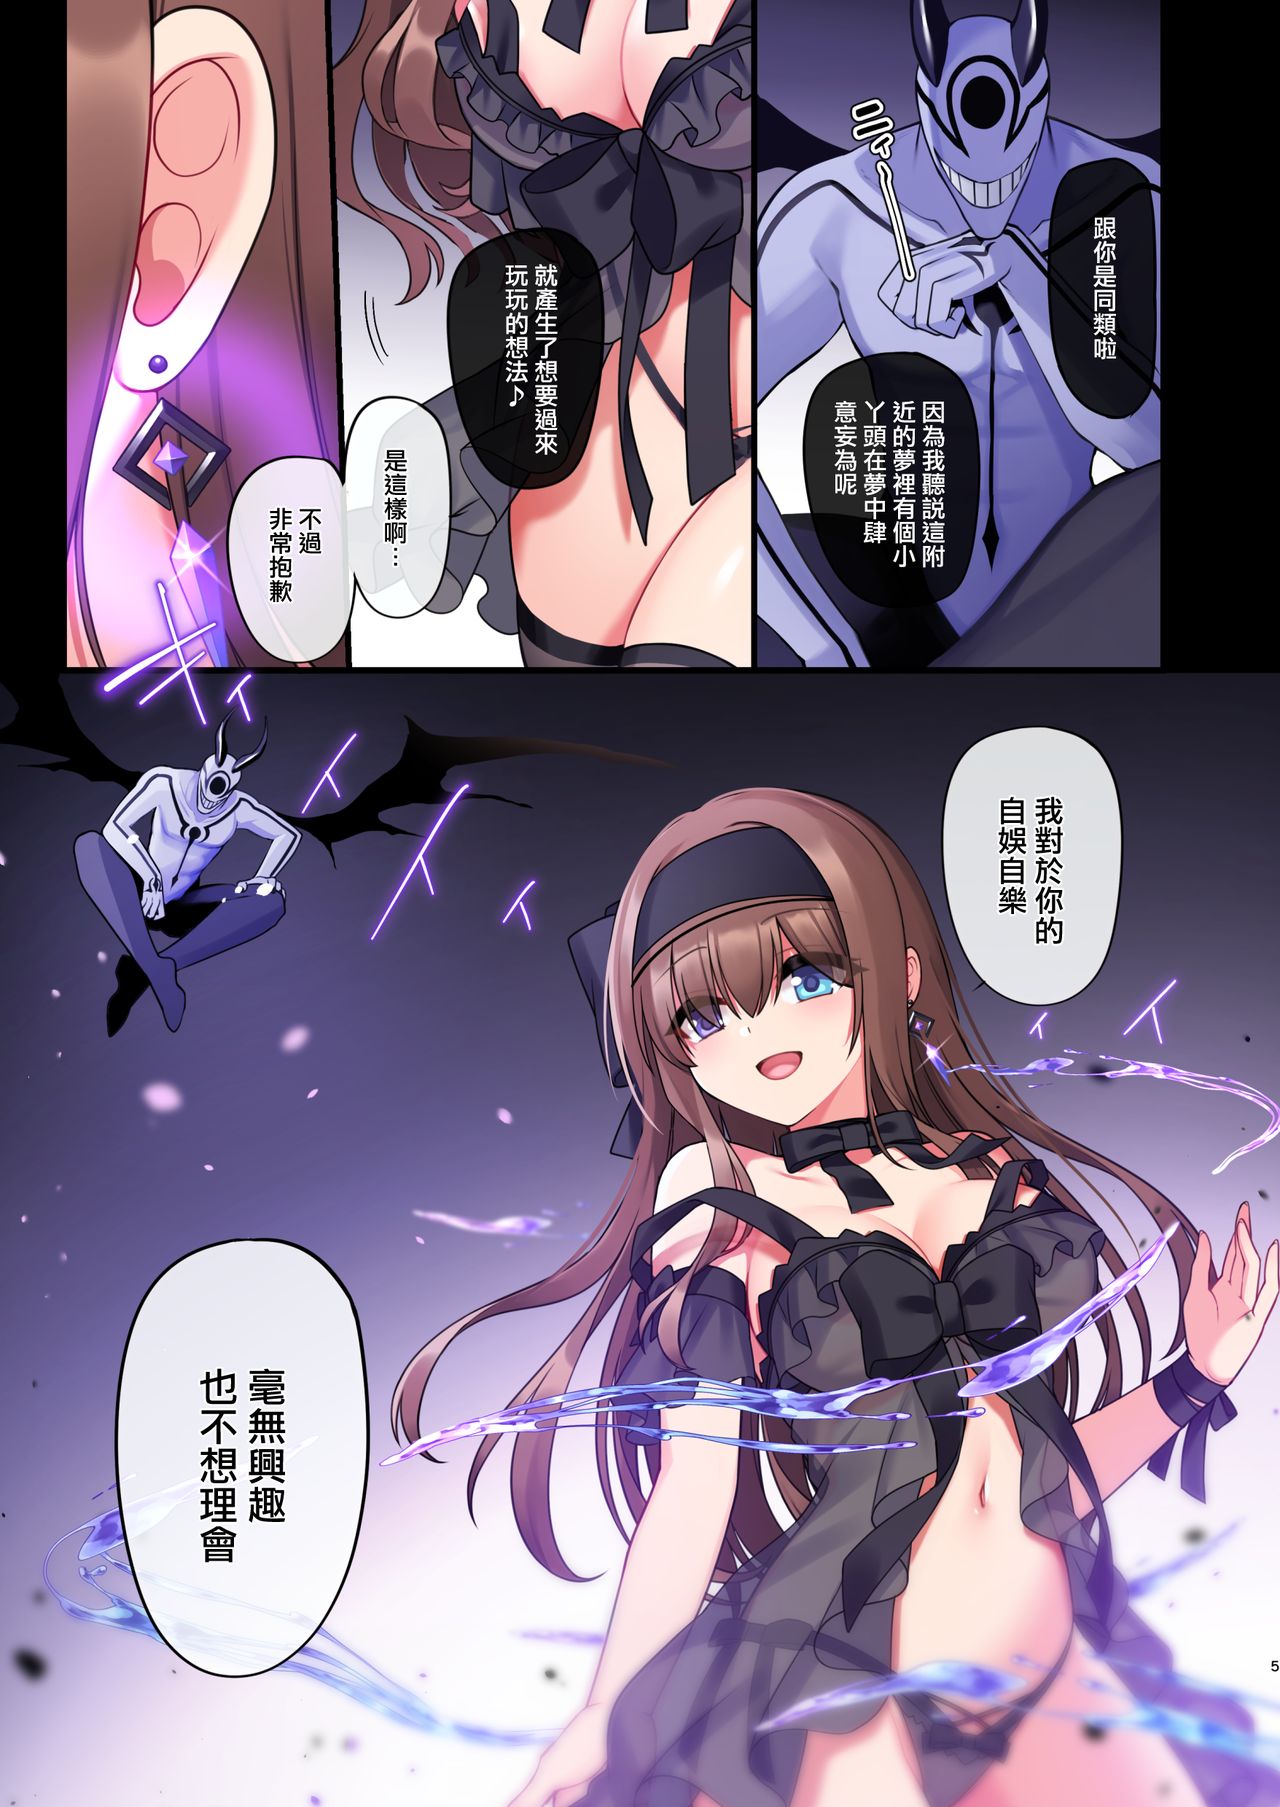 跟你是同類啦
ニィ
因為我聽說這附
近的夢裡有個小
丫頭在夢中肆
意妄為呢
就產生了想要過來
玩玩的想法♪
是這樣啊…
不過
非常抱歉
キィ
イ
イ
イ
イ
イ
我對於你的
自娛自樂
毫無興趣
也不想理會
5